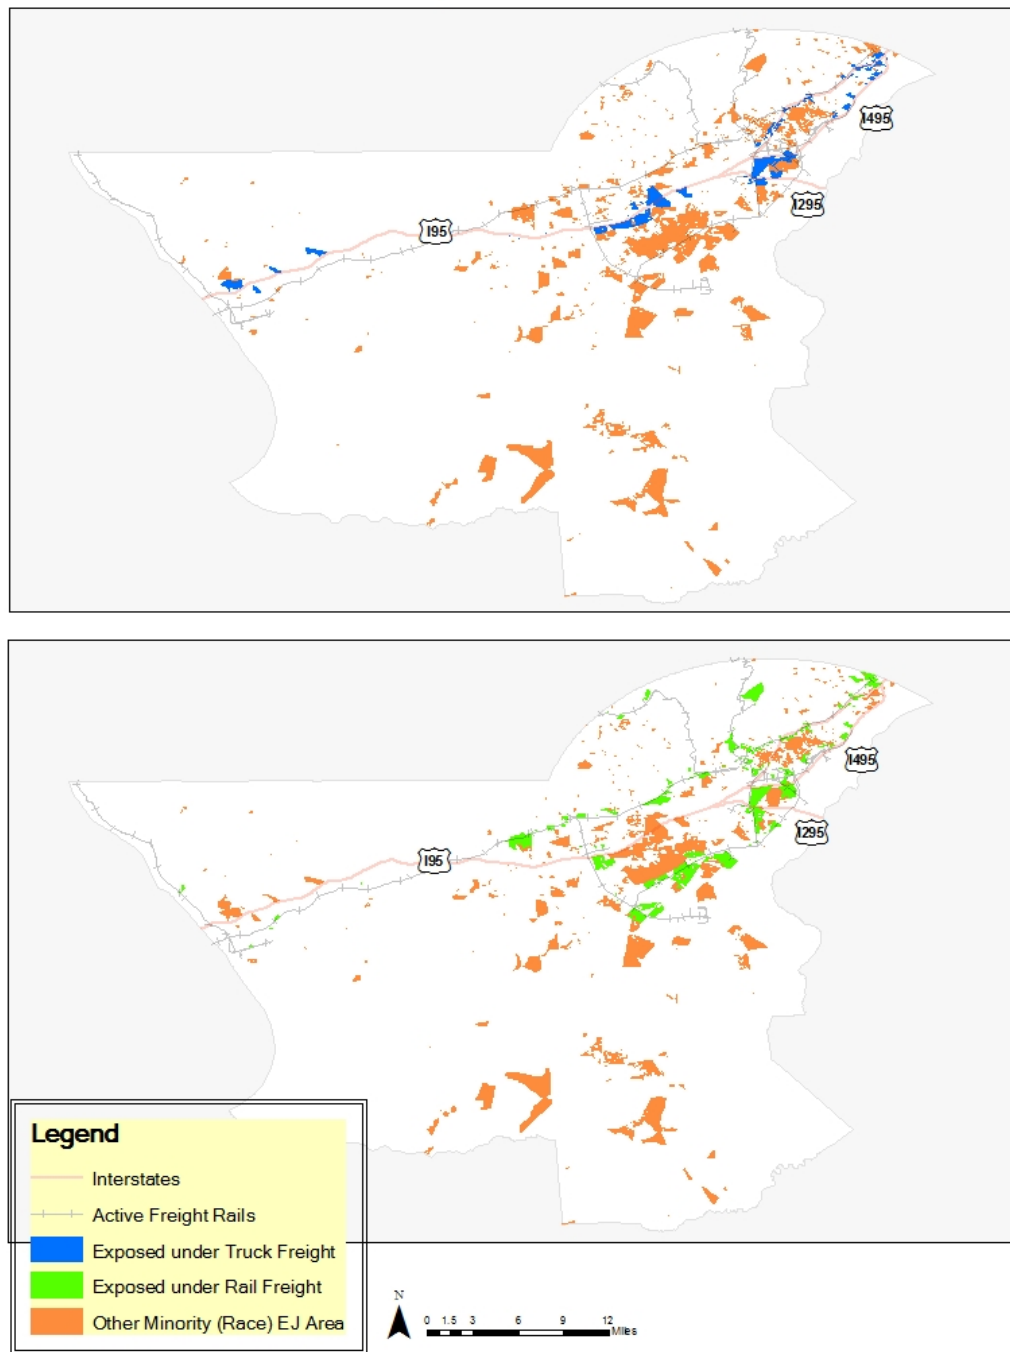 I495
I295
I95
I495
I295
I95
Legend
Interstates
Active Freight Rails
Exposed under Truck Freight
Exposed under Rail Freight
Other Minority (Race) EJ Area
N
0 1.5 3 6 9 12
Miles